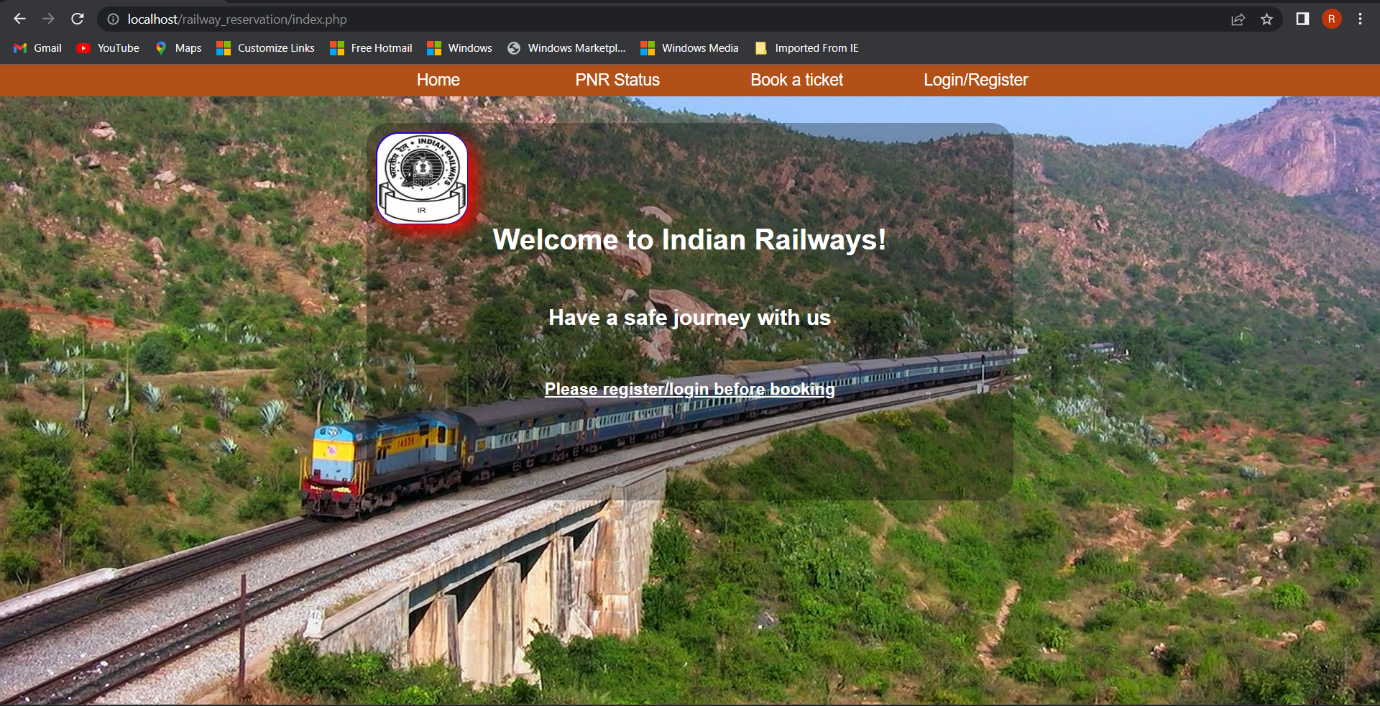 localhost/railway_reservation/index.php
R
Gmail YouTube Maps Customize Links Free Hotmail Windows Windows Marketpl... Windows Media Imported From IE
Home PNR Status Book a ticket Login/Register
भारतीय रेल • INDIAN RAILWAYS
IR
Welcome to Indian Railways!
Have a safe journey with us
Please register/login before booking